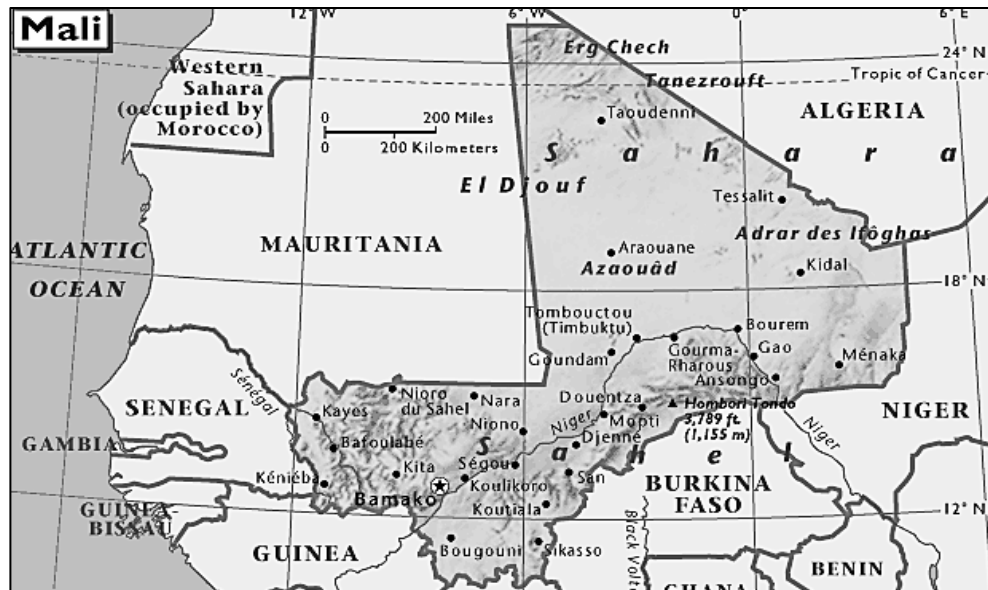 Mali
12°W
6°W
0°
6°E
24°N
Erg Chech
Tanezrouft
Tropic of Cancer
Western
Sahara
(occupied by
Morocco)
0 200 Miles
0 200 Kilometers
Taoudenni
ALGERIA
Sahara
El Djouf
Tessalit
MAURITANIA
ATLANTIC
OCEAN
Adrar des Ifôghas
Araouane
Azaouâd
Kidal
18°N
Tombouctou
(Timbuktu)
Bourem
Goundam
Gourma-
Rharous
Gao
Ménaka
Ansongo
Sénégal
Nioro
du Sahel
Nara
Douentza
Hombori Tondo
3,789 ft.
(1,155 m)
SENEGAL
Kayes
Niono
Niger
Mopti
NIGER
Niger
GAMBIA
Bafoulabé
Djenné
Sahel
Kéniéba
Kita
Ségou
San
BURKINA
FASO
Bamako
Koulikoro
Koutiala
12°N
GUINEA
BISSAU
GUINEA
Bougouni
Sikasso
Black Volta
BENIN
GHANA